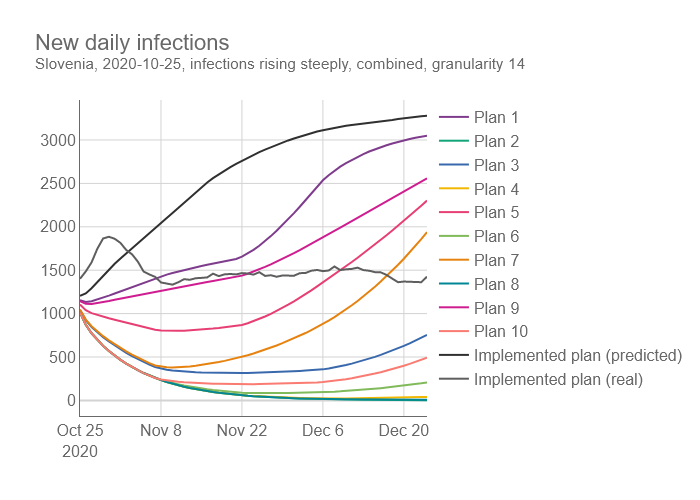 New daily infections
Slovenia, 2020-10-25, infections rising steeply, combined, granularity 14
3000
2500
2000
1500
1000
500
0
Oct 25
2020
Nov 8
Nov 22
Dec 6
Dec 20
Plan 1
Plan 2
Plan 3
Plan 4
Plan 5
Plan 6
Plan 7
Plan 8
Plan 9
Plan 10
Implemented plan (predicted)
Implemented plan (real)